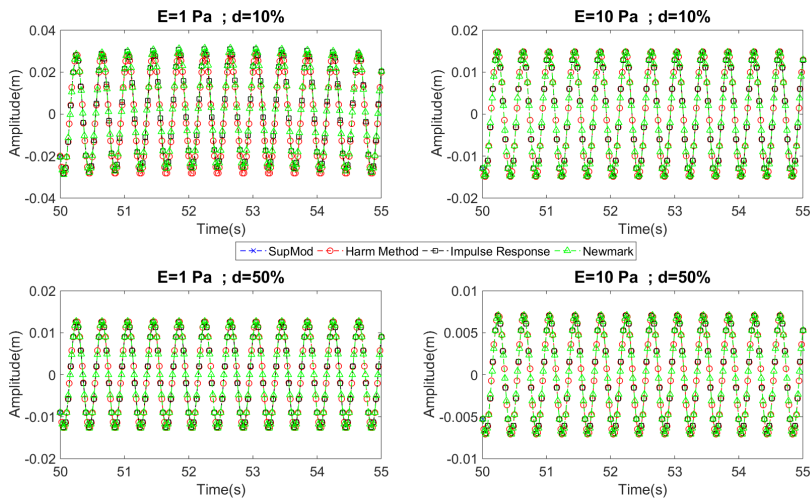 E=1 Pa ; d=10%
Amplitude(m)
0.04
0.02
0
-0.02
-0.04
50 51 52 53 54 55
Time(s)
E=10 Pa ; d=10%
Amplitude(m)
0.02
0.01
0
-0.01
-0.02
50 51 52 53 54 55
Time(s)
SupMod Harm Method Impulse Response Newmark
E=1 Pa ; d=50%
Amplitude(m)
0.02
0.01
0
-0.01
-0.02
50 51 52 53 54 55
Time(s)
E=10 Pa ; d=50%
Amplitude(m)
0.01
0.005
0
-0.005
-0.01
50 51 52 53 54 55
Time(s)